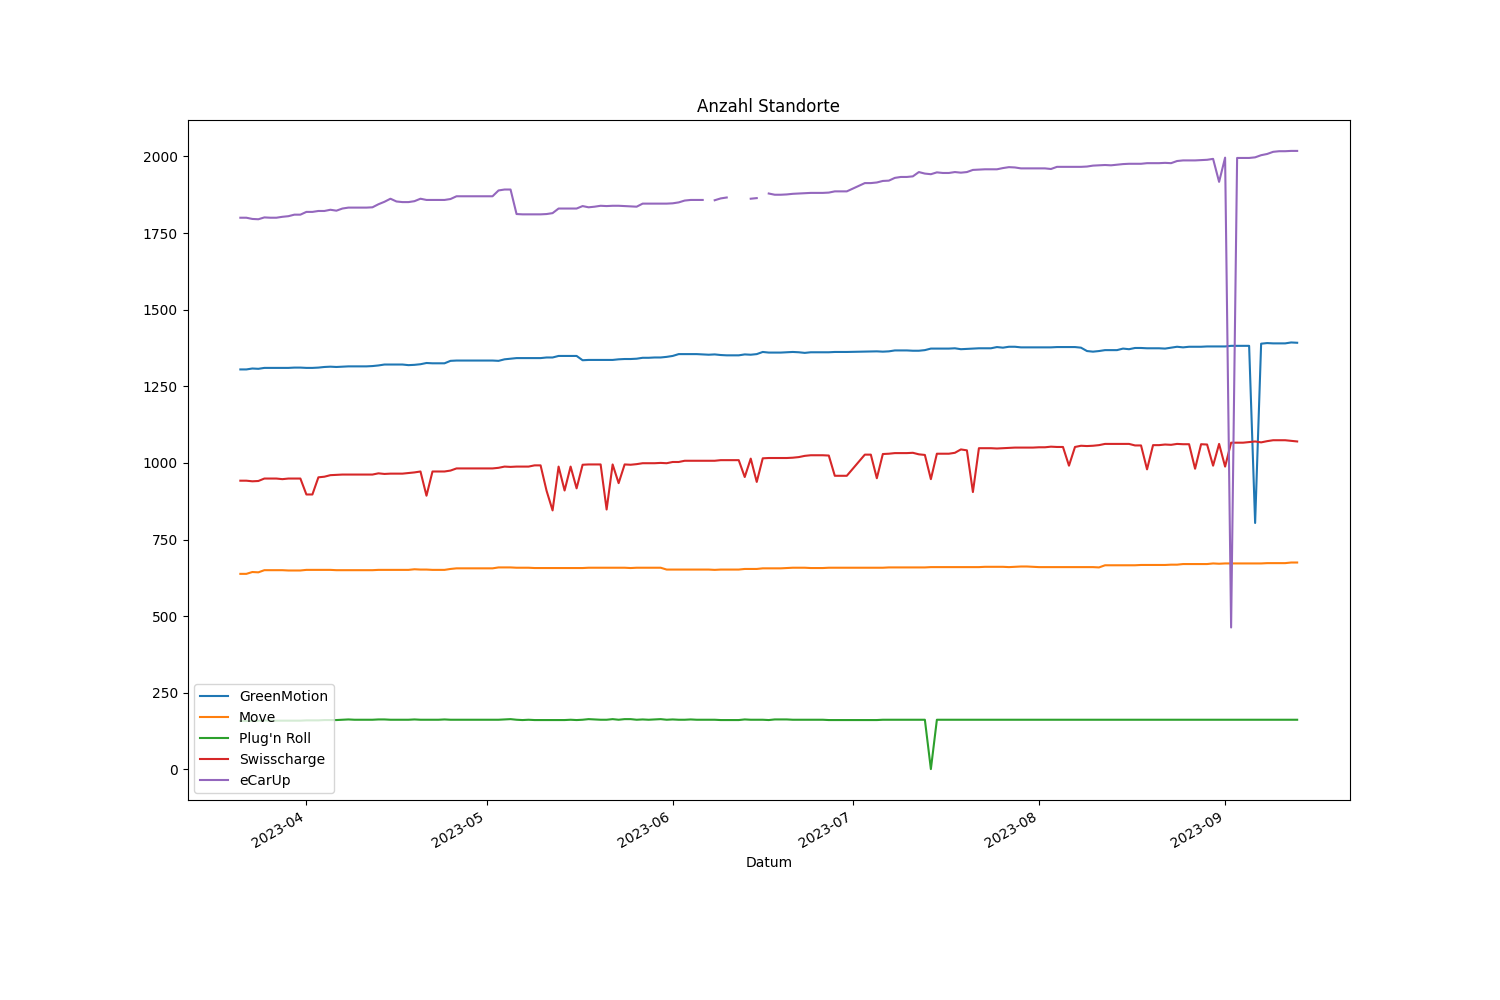 Anzahl Standorte
2000
1750
1500
1250
1000
750
500
250
0
GreenMotion
Move
Plug'n Roll
Swisscharge
eCarUp
2023-04
2023-05
2023-06
2023-07
2023-08
2023-09
Datum